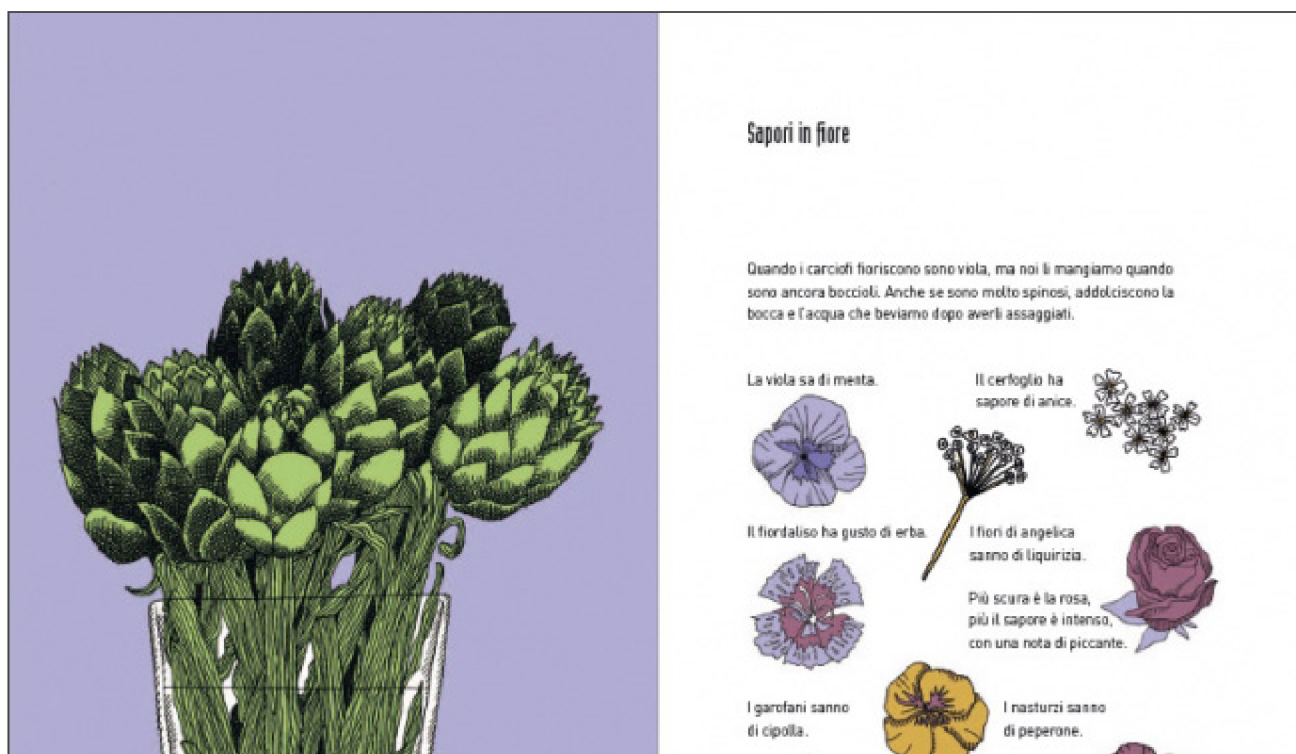 Sapori in fiore
Quando i carciofi fioriscono sono viola, ma noi li mangiamo quando
sono ancora boccioli. Anche se sono molto spinosi, addolciscono la
bocca e l'acqua che beviamo dopo averli assaggiati.
La viola sa di menta.
Il cerfoglio ha
sapore di anice.
Il fiordaliso ha gusto di erba.
I fiori di angelica
sanno di liquirizia.
Più scura è la rosa,
più il sapore è intenso,
con una nota di piccante.
I garofani sanno
di cipolla.
I nasturzi sanno
di peperone.